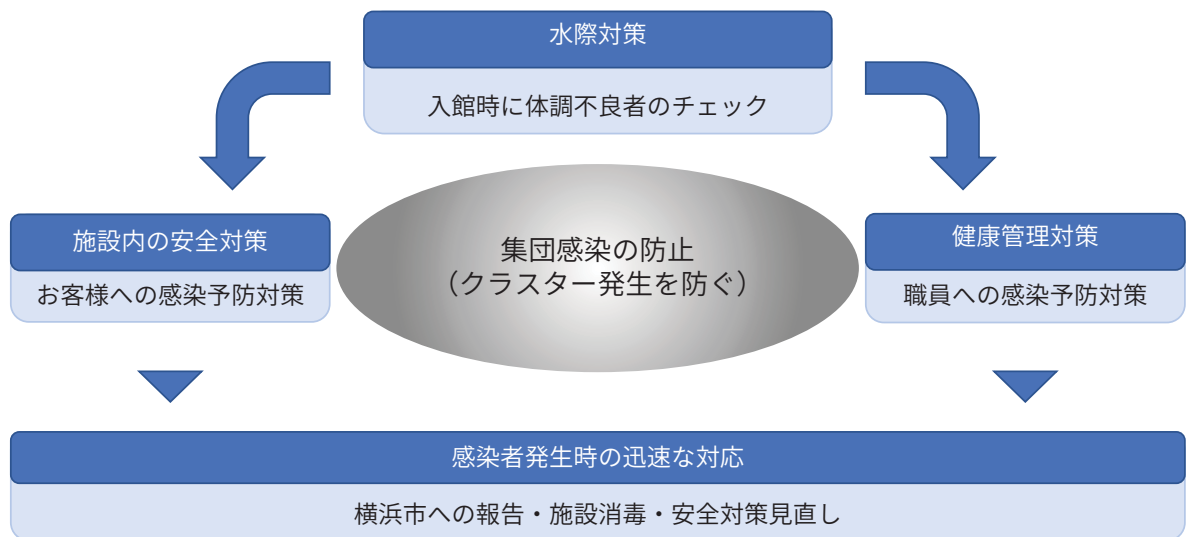 水際対策
入館時に体調不良者のチェック
施設内の安全対策
お客様への感染予防対策
集団感染の防止
（クラスター発生を防ぐ）
健康管理対策
職員への感染予防対策
感染者発生時の迅速な対応
横浜市への報告・施設消毒・安全対策見直し